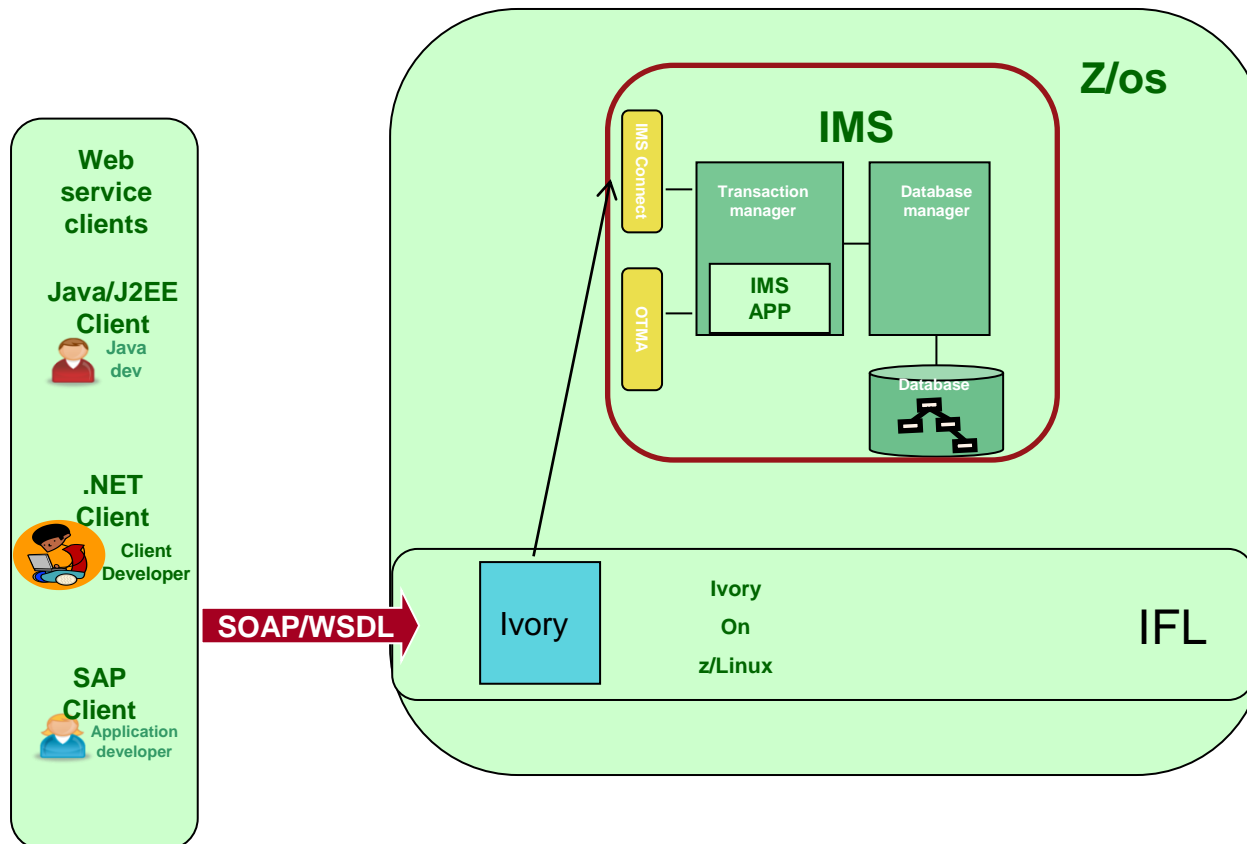 Web
service
clients
Java/J2EE
Client
Java
dev
.NET
Client
Client
Developer
SAP
Client
Application
developer
SOAP/WSDL
Z/os
IMS
IMS Connect
OTMA
Transaction
manager
IMS
APP
Database
manager
Database
Ivory
Ivory
On
z/Linux
IFL